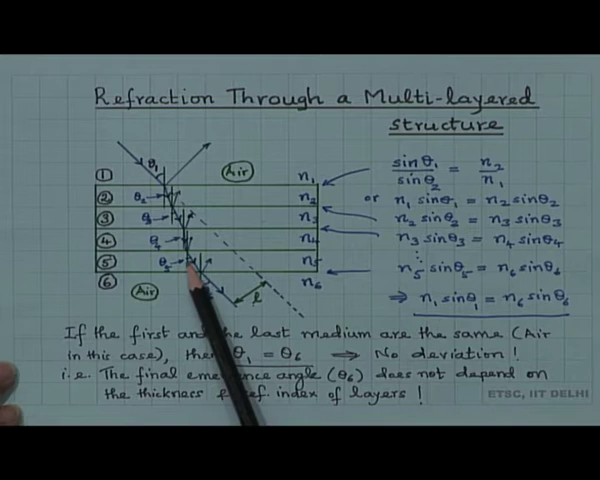 Refraction Through a Multi-layered
structure
θ₁
① Air n₁
② θ₂ n₂
③ θ₃ n₃
④ θ₄ n₄
⑤ θ₅ n₅
⑥ n₆
Air
l
sinθ₁/sinθ₂ = n₂/n₁
or n₁ sinθ₁ = n₂ sinθ₂
n₂ sinθ₂ = n₃ sinθ₃
n₃ sinθ₃ = n₄ sinθ₄
⋮
n₅ sinθ₅ = n₆ sinθ₆
⇒ n₁ sinθ₁ = n₆ sinθ₆
If the first and the last medium are the same (Air
in this case), then θ₁ = θ₆ ⇒ No deviation !
i.e. The final angle (θ₆) does not depend on
the thickness & ref. index of layers !
ETSC, IIT DELHI